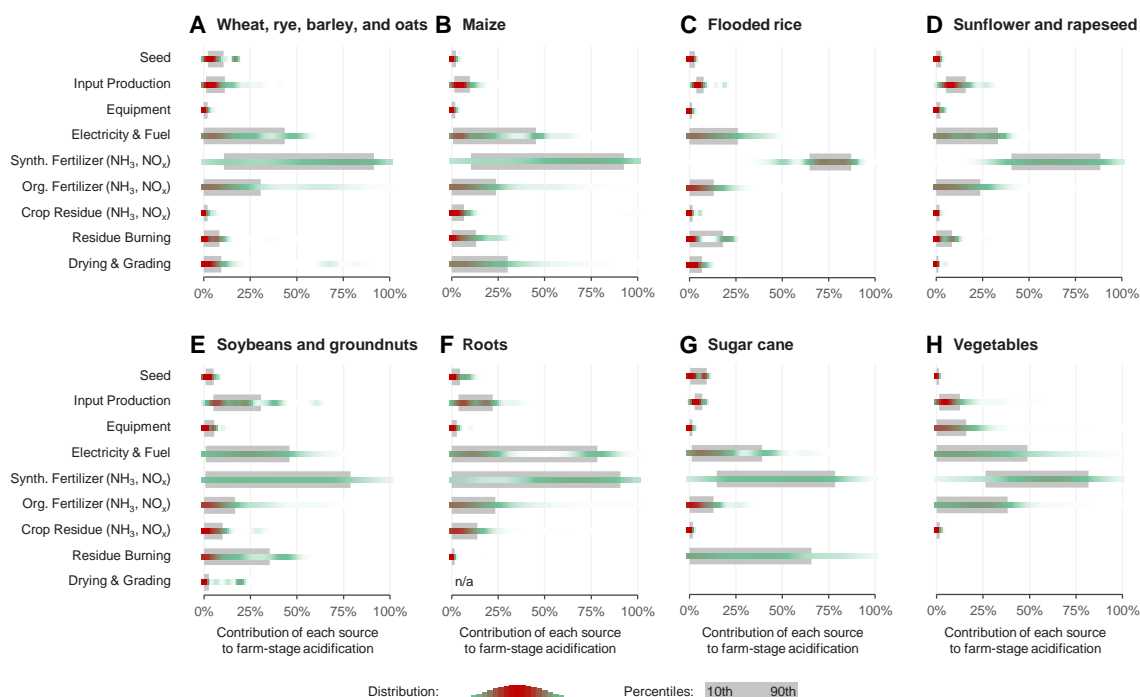 A Wheat, rye, barley, and oats B Maize C Flooded rice D Sunflower and rapeseed
Seed
Input Production
Equipment
Electricity & Fuel
Synth. Fertilizer (NH₃, NOₓ)
Org. Fertilizer (NH₃, NOₓ)
Crop Residue (NH₃, NOₓ)
Residue Burning
Drying & Grading
0% 25% 50% 75% 100% 0% 25% 50% 75% 100% 0% 25% 50% 75% 100% 0% 25% 50% 75% 100%
E Soybeans and groundnuts F Roots G Sugar cane H Vegetables
Seed
Input Production
Equipment
Electricity & Fuel
Synth. Fertilizer (NH₃, NOₓ)
Org. Fertilizer (NH₃, NOₓ)
Crop Residue (NH₃, NOₓ)
Residue Burning
Drying & Grading n/a
0% 25% 50% 75% 100% 0% 25% 50% 75% 100% 0% 25% 50% 75% 100% 0% 25% 50% 75% 100%
Contribution of each source Contribution of each source Contribution of each source Contribution of each source
to farm-stage acidification to farm-stage acidification to farm-stage acidification to farm-stage acidification
Distribution: Percentiles: 10th 90th